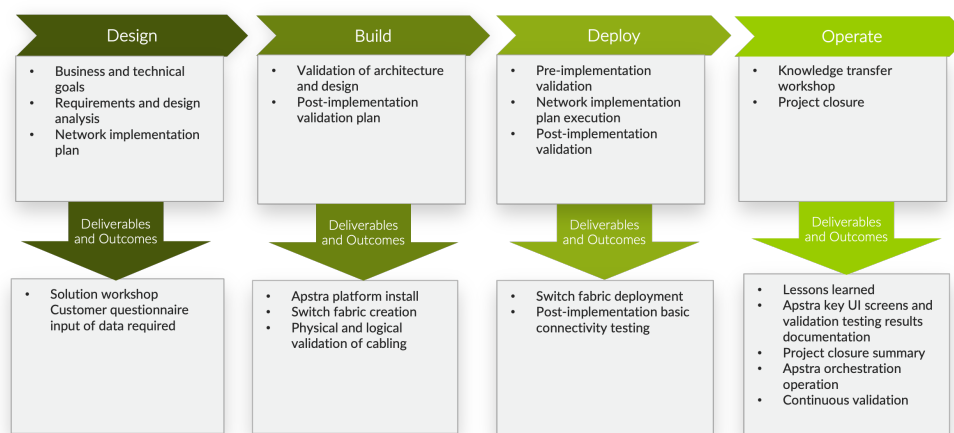 Design
Build
Deploy
Operate
• Business and technical
goals
• Requirements and design
analysis
• Network implementation
plan
• Validation of architecture
and design
• Post-implementation
validation plan
• Pre-implementation
validation
• Network implementation
plan execution
• Post-implementation
validation
• Knowledge transfer
workshop
• Project closure
Deliverables
and Outcomes
Deliverables
and Outcomes
Deliverables
and Outcomes
Deliverables
and Outcomes
• Solution workshop
Customer questionnaire
input of data required
• Apstra platform install
• Switch fabric creation
• Physical and logical
validation of cabling
• Switch fabric deployment
• Post-implementation basic
connectivity testing
• Lessons learned
• Apstra key UI screens and
validation testing results
documentation
• Project closure summary
• Apstra orchestration
operation
• Continuous validation